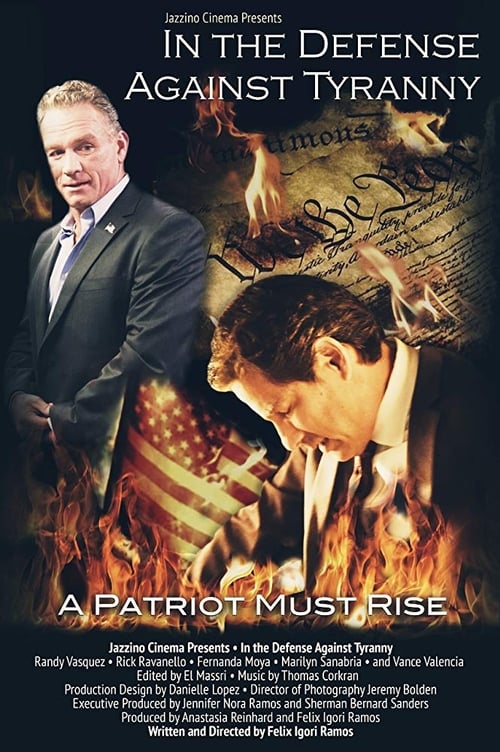 Jazzino Cinema Presents
IN THE DEFENSE
AGAINST TYRANNY
We the Peop
A PATRIOT MUST RISE
Jazzino Cinema Presents • In the Defense Against Tyranny
Randy Vasquez • Rick Ravanello • Fernanda Moya • Marilyn Sanabria • and Vance Valencia
Edited by El Massri • Music by Thomas Corkran
Production Design by Danielle Lopez • Director of Photography Jeremy Bolden
Executive Produced by Jennifer Nora Ramos and Sherman Bernard Sanders
Produced by Anastasia Reinhard and Felix Igori Ramos
Written and Directed by Felix Igori Ramos